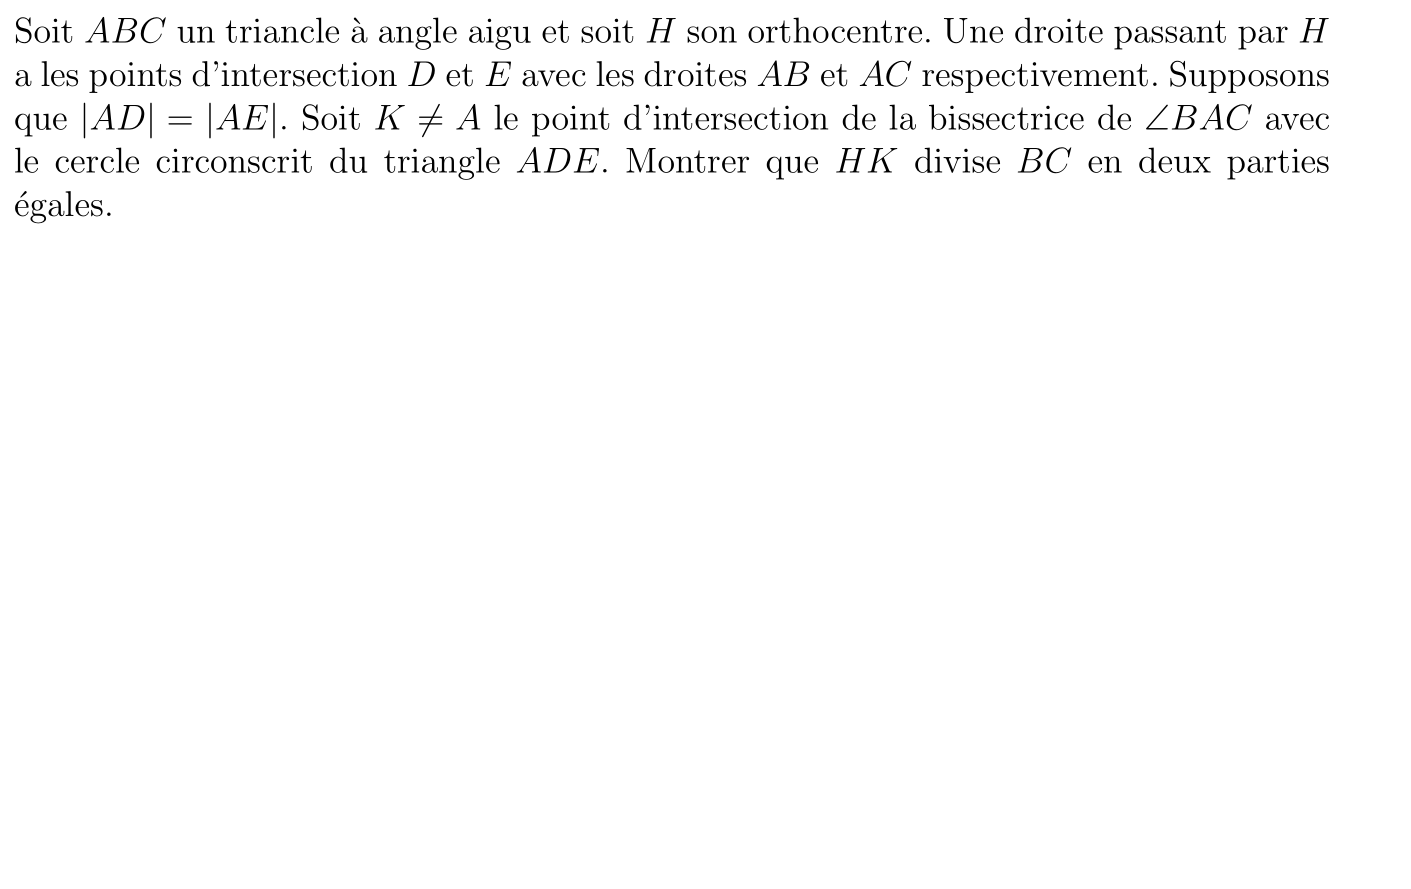 Soit ABC un triancle à angle aigu et soit H son orthocentre. Une droite passant par H
a les points d'intersection D et E avec les droites AB et AC respectivement. Supposons
que |AD| = |AE|. Soit K ≠ A le point d'intersection de la bissectrice de ∠BAC avec
le cercle circonscrit du triangle ADE. Montrer que HK divise BC en deux parties
égales.